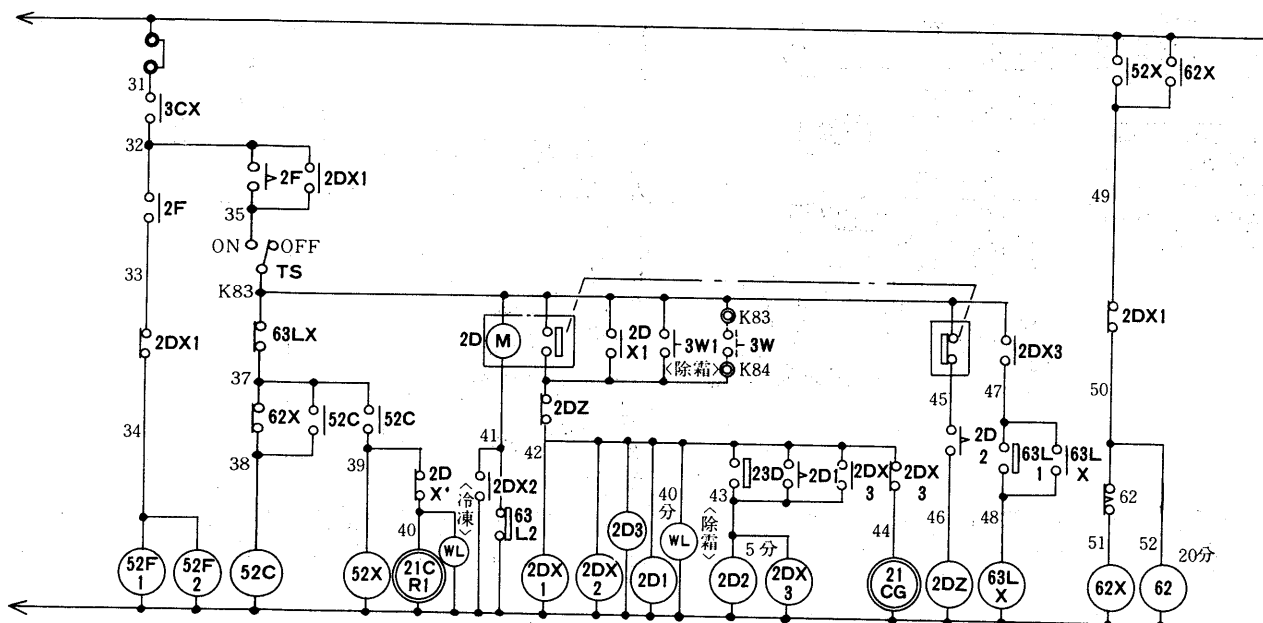 31
3CX
32
2F
2DX1
2F
35
ON
OFF
33
TS
K83
2DX1
63LX
37
34
62X
52C
52C
38
39
2D
X'
40
〈冷凍〉
2D
M
41
2DX2
63
L2
2D
X1
3W1
〈除霜〉
K83
3W
K84
2DZ
42
40分
〈除霜〉
23D
2D1
2DX
3
2DX
3
43
5分
44
45
2D
2
46
2DX3
47
63L
1
63L
X
48
52X
62X
49
2DX1
50
62
51
52
20分
52F
1
52F
2
52C
52X
21C
R1
WL
2DX
1
2DX
2
2D3
2D1
WL
2D2
2DX
3
21
CG
2DZ
63L
X
62X
62